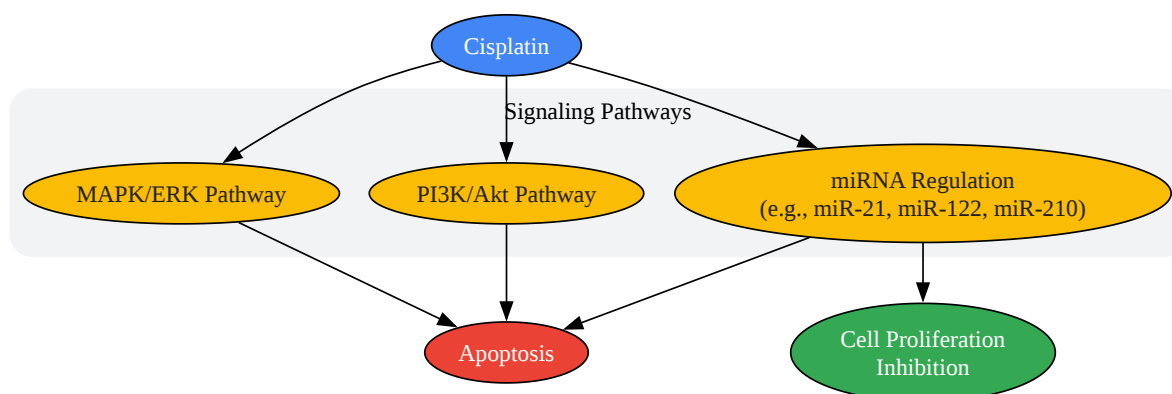 Cisplatin
Signaling Pathways
MAPK/ERK Pathway
PI3K/Akt Pathway
miRNA Regulation
(e.g., miR-21, miR-122, miR-210)
Apoptosis
Cell Proliferation
Inhibition